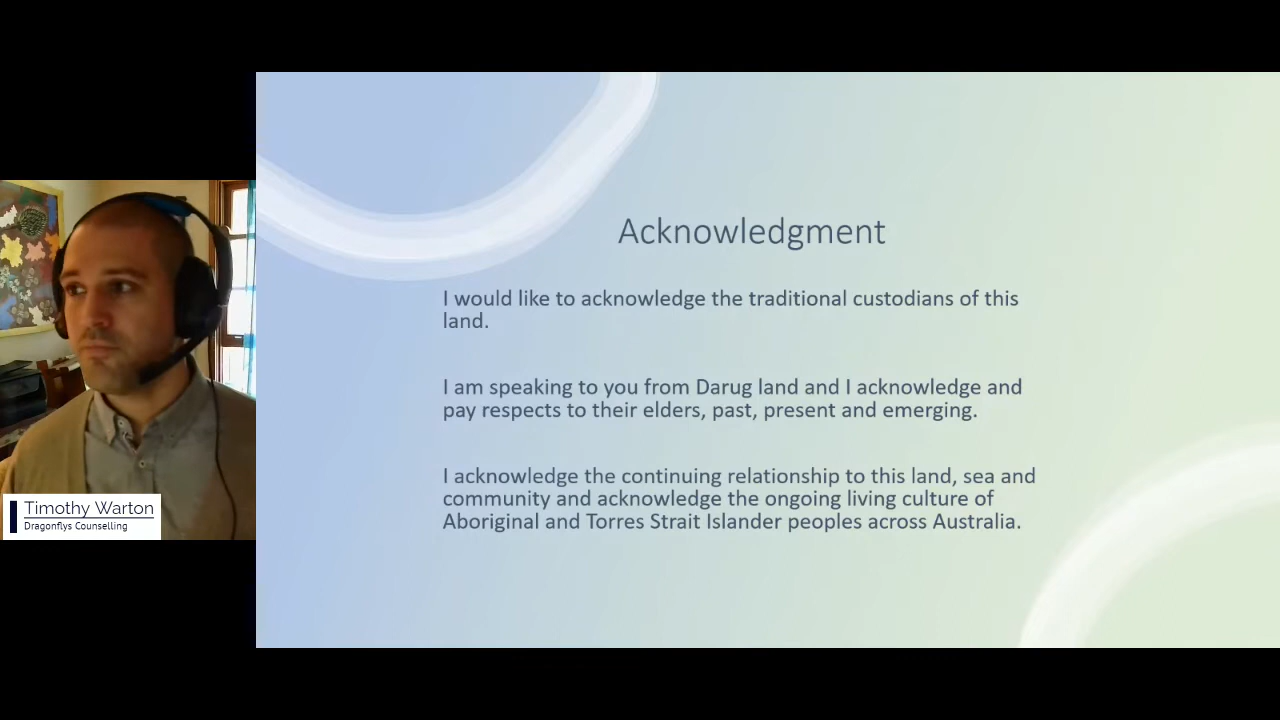 Acknowledgment
I would like to acknowledge the traditional custodians of this
land.
I am speaking to you from Darug land and I acknowledge and
pay respects to their elders, past, present and emerging.
I acknowledge the continuing relationship to this land, sea and
community and acknowledge the ongoing living culture of
Aboriginal and Torres Strait Islander peoples across Australia.
Timothy Warton
Dragonflys Counselling